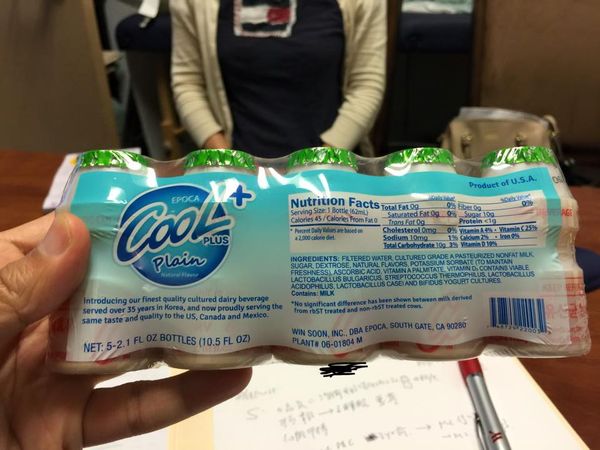 EPOCA
COOL+
PLUS
Plain
Natural Flavour
Introducing our finest quality cultured dairy beverage
served over 35 years in Korea, and now proudly serving the
same taste and quality to the US, Canada and Mexico.
NET: 5-2.1 FL OZ BOTTLES (10.5 FL OZ)
Product of U.S.A.
Nutrition Facts
Serving Size: 1 Bottle (62mL)
Calories 45 / Calories From Fat 0
Percent Daily Values are based on
a 2,000 calorie diet.
%Daily Value*
Total Fat 0g 0%
Saturated Fat 0g 0%
Trans Fat 0g
Cholesterol 0mg 0%
Sodium 10mg 1%
Total Carbohydrate 10g 3%
%Daily Value*
Fiber 0g 0%
Sugar 10g
Protein <1g
Vitamin A 4% • Vitamin C 25%
Calcium 2% • Iron 0%
Vitamin D 10%
INGREDIENTS: FILTERED WATER, CULTURED GRADE A PASTEURIZED NONFAT MILK,
SUGAR, DEXTROSE, NATURAL FLAVORS, POTASSIUM SORBATE (TO MAINTAIN
FRESHNESS), ASCORBIC ACID, VITAMIN A PALMITATE, VITAMIN D3, CONTAINS VIABLE
LACTOBACILLUS BULGARICUS, STREPTOCOCCUS THERMOPHILUS, LACTOBACILLUS
ACIDOPHILUS, LACTOBACILLUS CASEI AND BIFIDUS YOGURT CULTURES.
Contains: MILK
*No significant difference has been shown between milk derived
from rbST treated and non-rbST treated cows.
WIN SOON, INC., DBA EPOCA, SOUTH GATE, CA 90280
PLANT# 06-01804 M